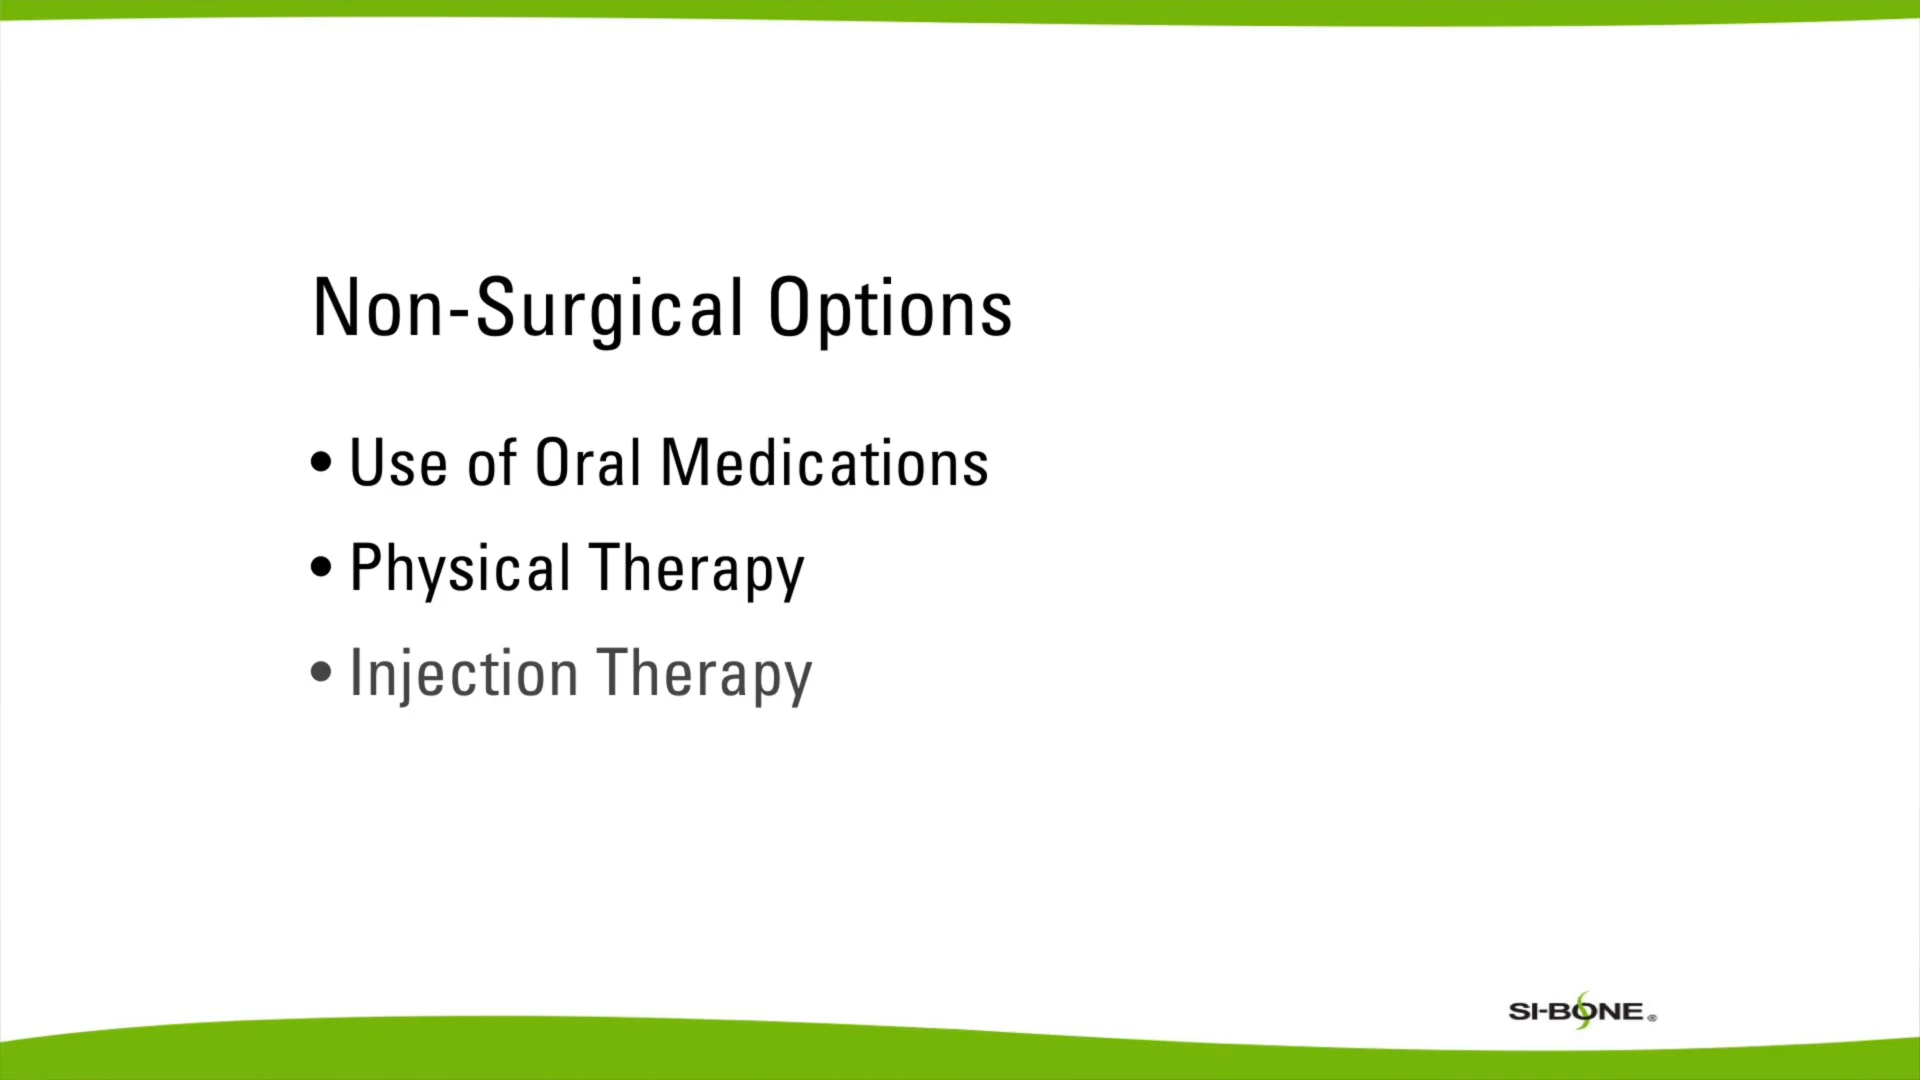 Non-Surgical Options
• Use of Oral Medications
• Physical Therapy
• Injection Therapy
SI-BONE®